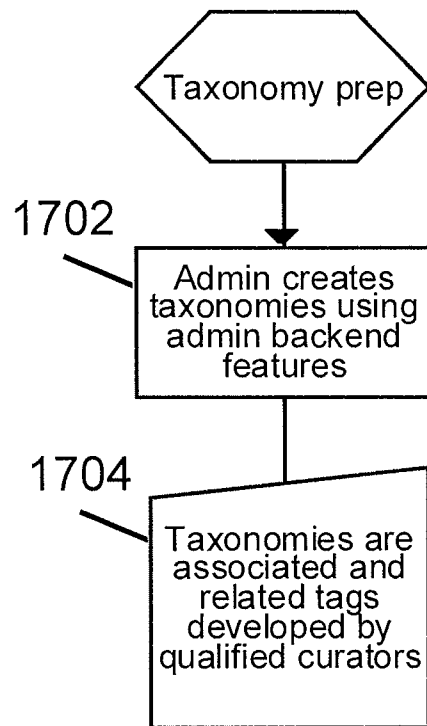 Taxonomy prep
1702
Admin creates
taxonomies using
admin backend
features
1704
Taxonomies are
associated and
related tags
developed by
qualified curators